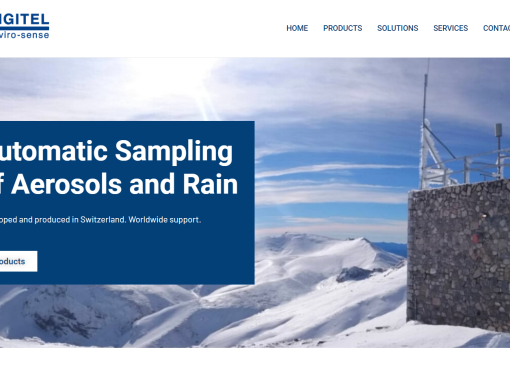 IGITEL
viro-sense
HOME PRODUCTS SOLUTIONS SERVICES CONTAC
utomatic Sampling
f Aerosols and Rain
oped and produced in Switzerland. Worldwide support.
oducts